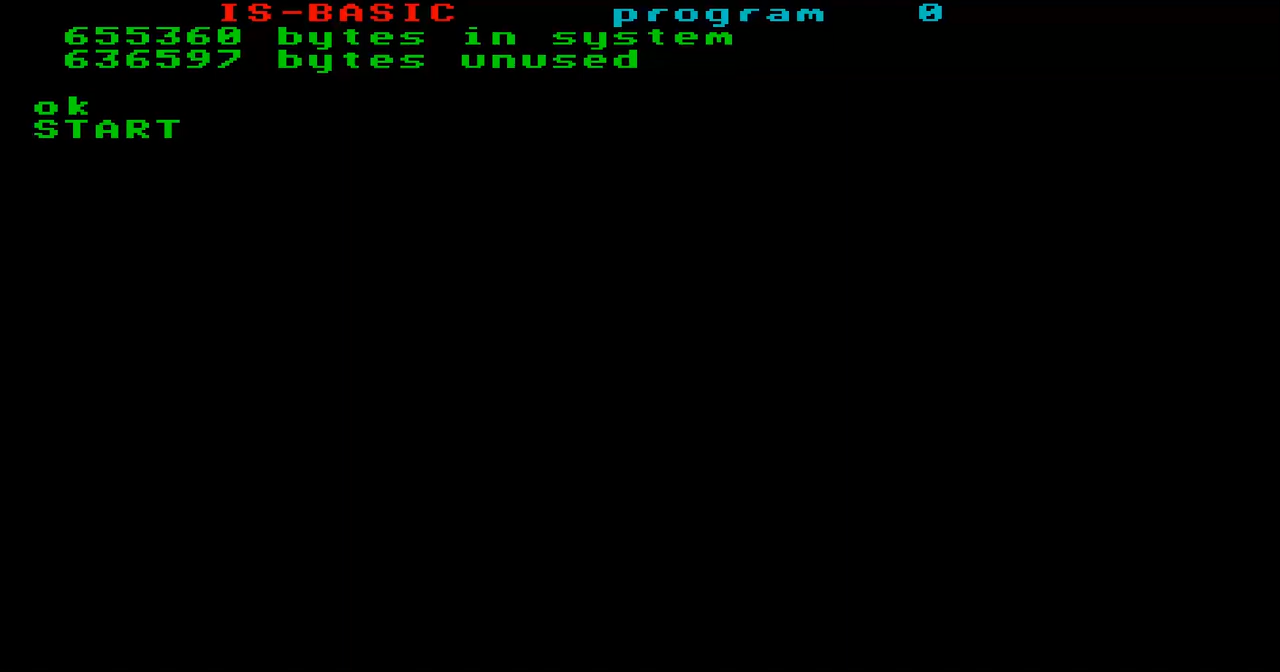 IS-BASIC program 0
655360 bytes in system
636597 bytes unused
ok
START